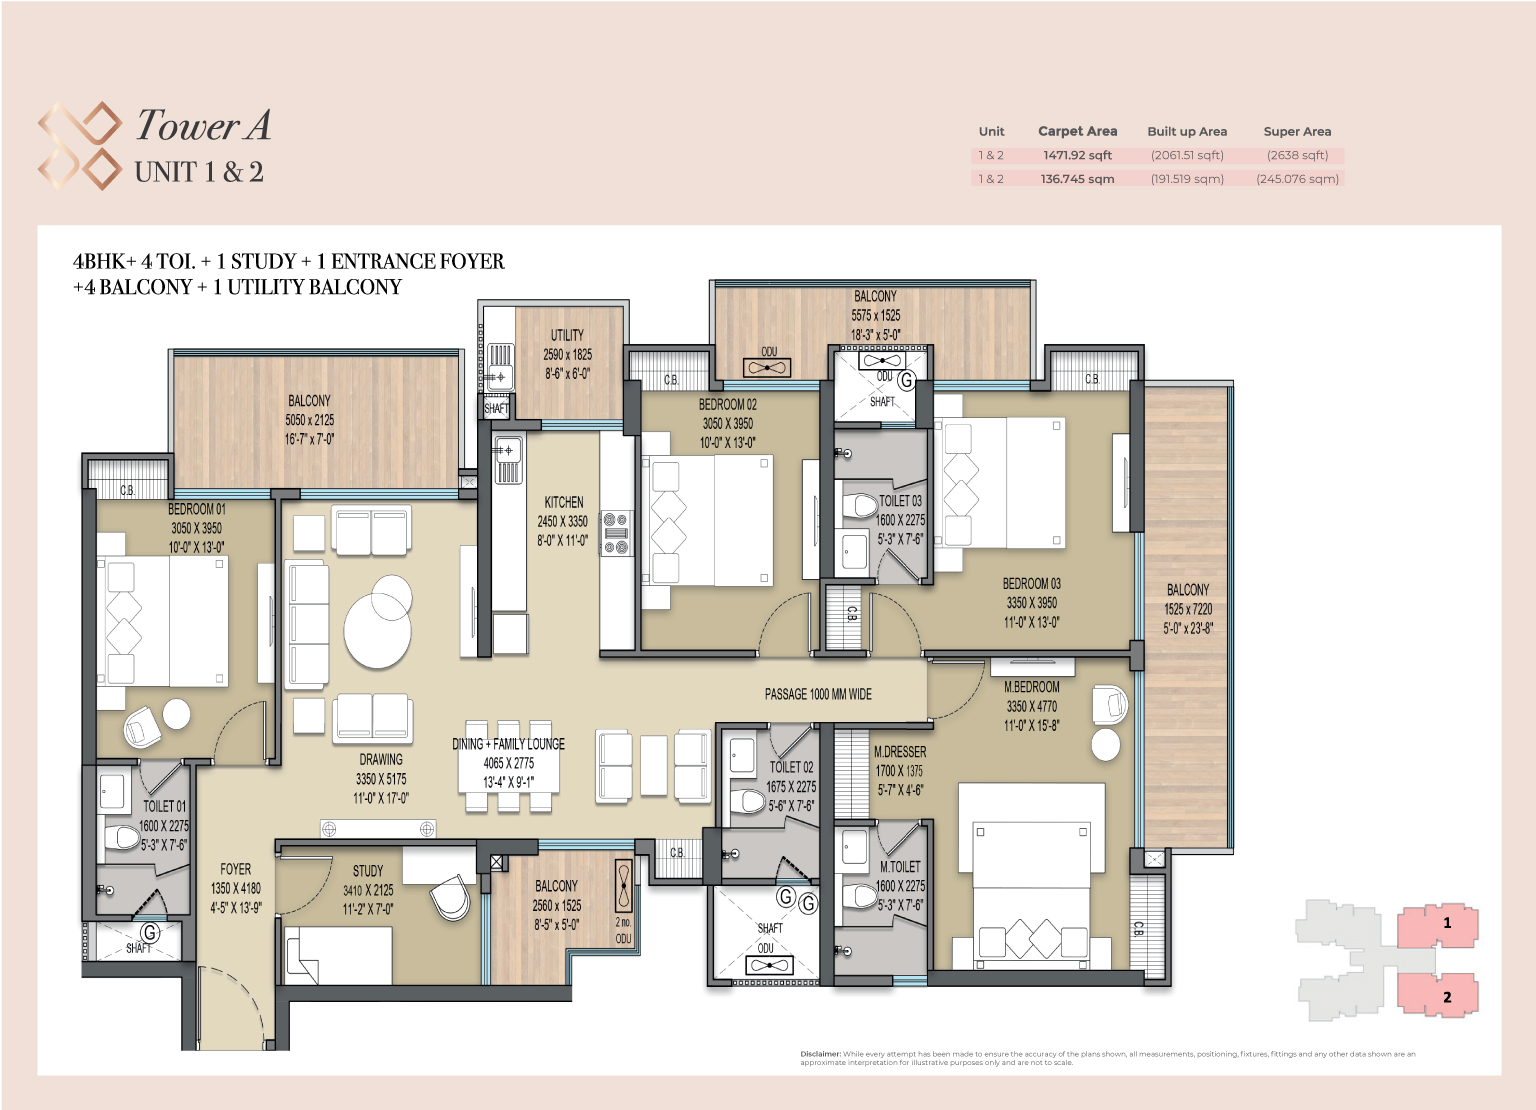 Tower A
UNIT 1 & 2
Unit Carpet Area Built up Area Super Area
1 & 2 1471.92 sqft (2061.51 sqft) (2638 sqft)
1 & 2 136.745 sqm (191.519 sqm) (245.076 sqm)
4BHK+ 4 TOI. + 1 STUDY + 1 ENTRANCE FOYER
+4 BALCONY + 1 UTILITY BALCONY
BALCONY
5575 x 1525
18'-3" x 5'-0"
UTILITY
2590 x 1825
8'-6" x 6'-0"
ODU
ODU
G
SHAFT
C.B.
C.B.
SHAFT
BALCONY
5050 x 2125
16'-7" x 7'-0"
BEDROOM 02
3050 X 3950
10'-0" X 13'-0"
C.B.
BEDROOM 01
3050 X 3950
10'-0" X 13'-0"
KITCHEN
2450 X 3350
8'-0" X 11'-0"
TOILET 03
1600 X 2275
5'-3" X 7'-6"
BEDROOM 03
3350 X 3950
11'-0" X 13'-0"
BALCONY
1525 x 7220
5'-0" x 23'-8"
C.B.
PASSAGE 1000 MM WIDE
M.BEDROOM
3350 X 4770
11'-0" X 15'-8"
DRAWING
3350 X 5175
11'-0" X 17'-0"
DINING + FAMILY LOUNGE
4065 X 2775
13'-4" X 9'-1"
M.DRESSER
1700 X 1375
5'-7" X 4'-6"
TOILET 02
1675 X 2275
5'-6" X 7'-6"
TOILET 01
1600 X 2275
5'-3" X 7'-6"
C.B.
FOYER
1350 X 4180
4'-5" X 13'-9"
STUDY
3410 X 2125
11'-2" X 7'-0"
BALCONY
2560 x 1525
8'-5" x 5'-0"
2 no.
ODU
M.TOILET
1600 X 2275
5'-3" X 7'-6"
G
G
SHAFT
ODU
C.B.
G
SHAFT
1
2
Disclaimer: While every attempt has been made to ensure the accuracy of the plans shown, all measurements, positioning, fixtures, fittings and any other data shown are an
approximate interpretation for illustrative purposes only and are not to scale.